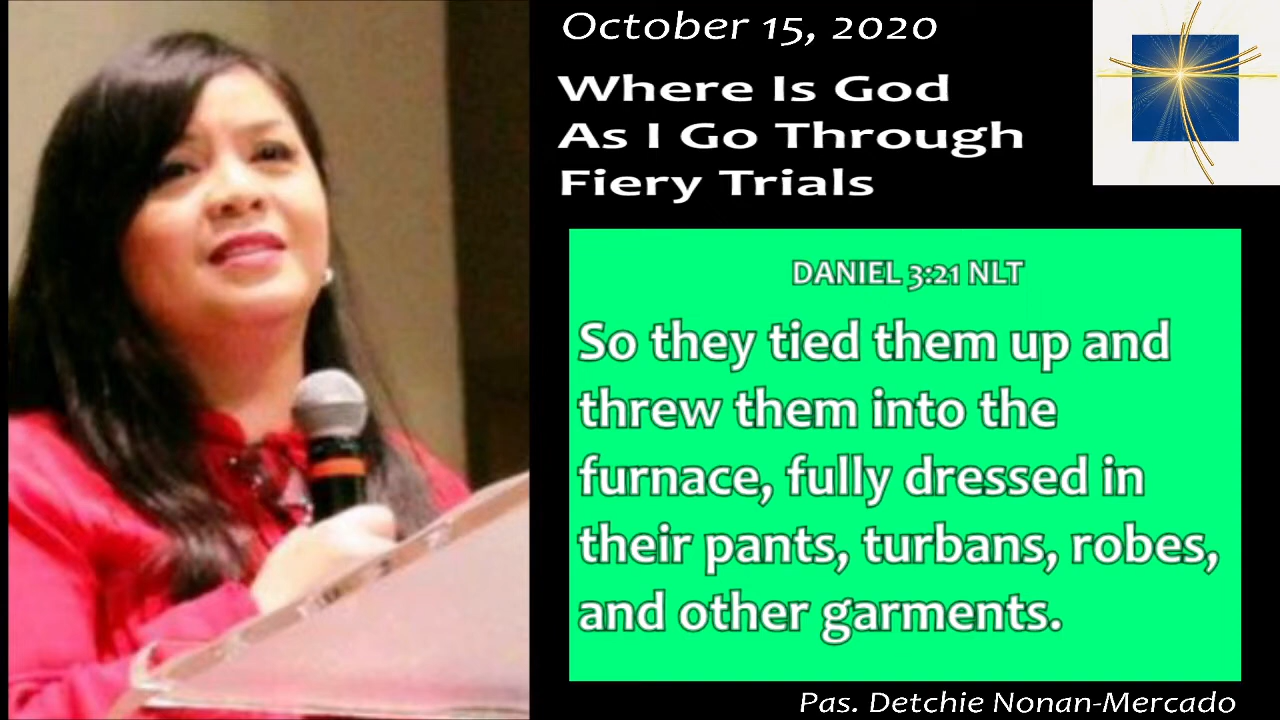 October 15, 2020
Where Is God
As I Go Through
Fiery Trials
DANIEL 3:21 NLT
So they tied them up and
threw them into the
furnace, fully dressed in
their pants, turbans, robes,
and other garments.
Pas. Detchie Nonan-Mercado